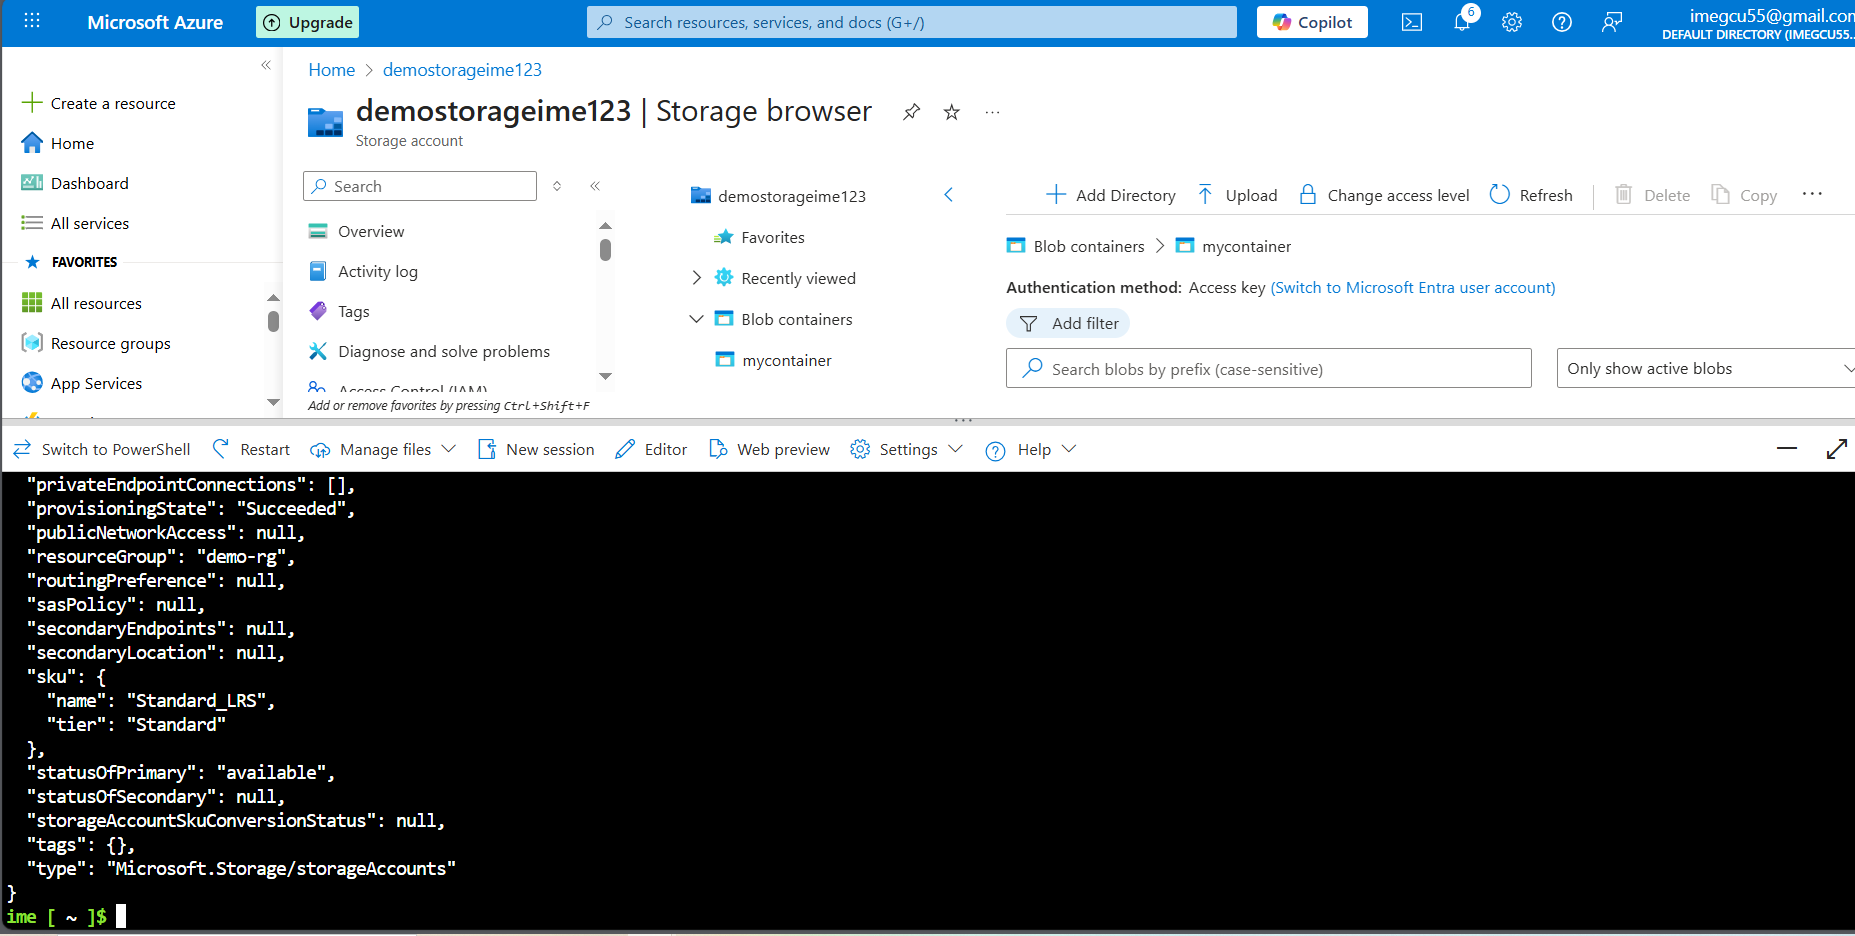 Microsoft Azure
Upgrade
Search resources, services, and docs (G+/)
Copilot
6
imegcu55@gmail.com
DEFAULT DIRECTORY (IMEGCU55...
Create a resource
Home
Dashboard
All services
FAVORITES
All resources
Resource groups
App Services
Home > demostorageime123
demostorageime123 | Storage browser
Storage account
Search
Overview
Activity log
Tags
Diagnose and solve problems
Access Control (IAM)
Add or remove favorites by pressing Ctrl+Shift+F
demostorageime123
Favorites
Recently viewed
Blob containers
mycontainer
Add Directory
Upload
Change access level
Refresh
Delete
Copy
Blob containers > mycontainer
Authentication method: Access key (Switch to Microsoft Entra user account)
Add filter
Search blobs by prefix (case-sensitive)
Only show active blobs
Switch to PowerShell
Restart
Manage files
New session
Editor
Web preview
Settings
Help
"privateEndpointConnections": [],
"provisioningState": "Succeeded",
"publicNetworkAccess": null,
"resourceGroup": "demo-rg",
"routingPreference": null,
"sasPolicy": null,
"secondaryEndpoints": null,
"secondaryLocation": null,
"sku": {
"name": "Standard_LRS",
"tier": "Standard"
},
"statusOfPrimary": "available",
"statusOfSecondary": null,
"storageAccountSkuConversionStatus": null,
"tags": {},
"type": "Microsoft.Storage/storageAccounts"
}
ime [ ~ ]$